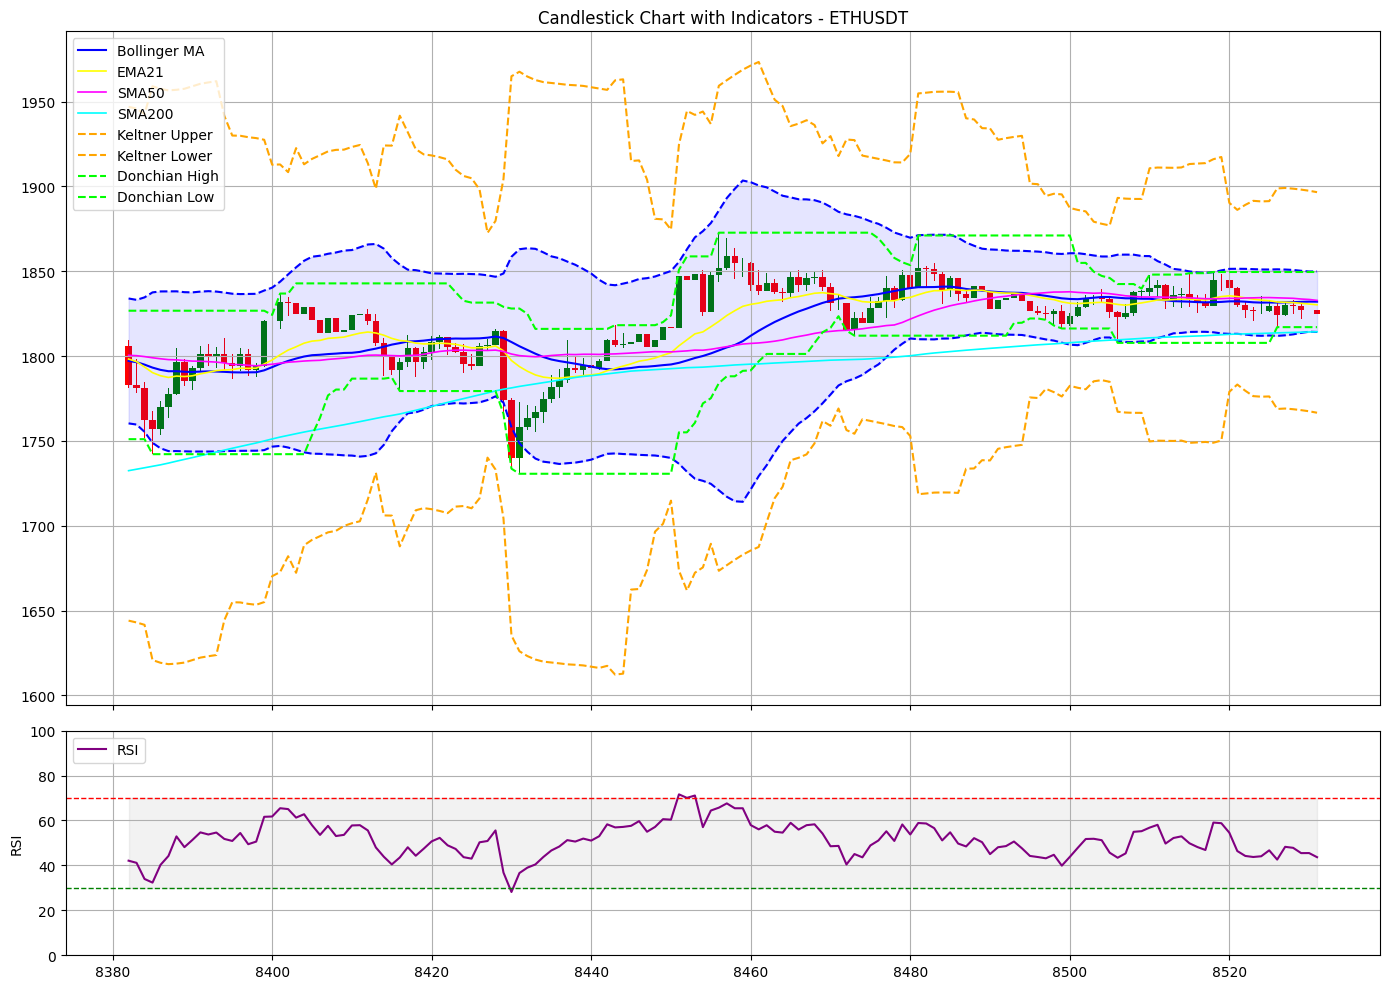 Candlestick Chart with Indicators - ETHUSDT
Bollinger MA
EMA21
SMA50
SMA200
Keltner Upper
Keltner Lower
Donchian High
Donchian Low
1950
1900
1850
1800
1750
1700
1650
1600
RSI
100
80
60
40
20
0
RSI
8380 8400 8420 8440 8460 8480 8500 8520